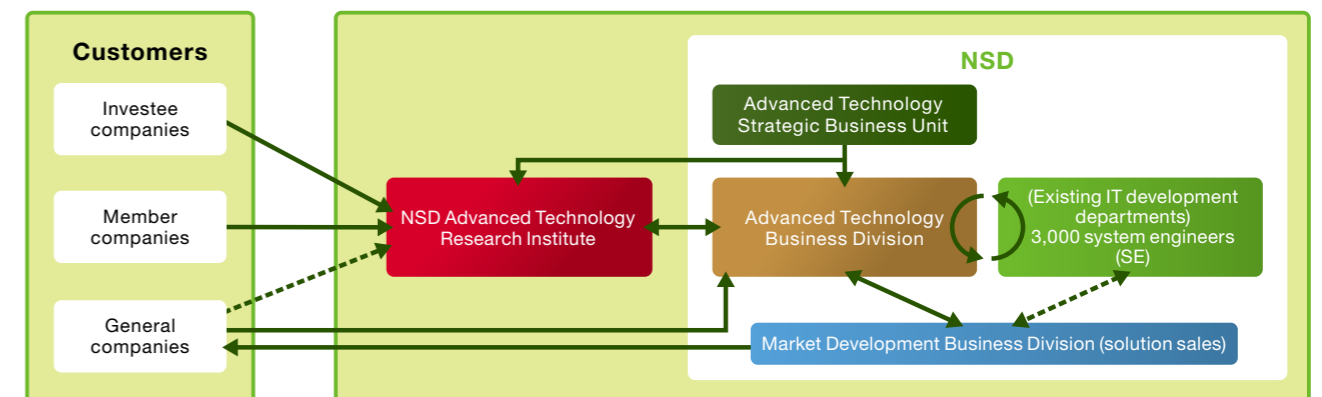 Customers
Investee
companies
Member
companies
General
companies
NSD
Advanced Technology
Strategic Business Unit
NSD Advanced Technology
Research Institute
Advanced Technology
Business Division
(Existing IT development
departments)
3,000 system engineers
(SE)
Market Development Business Division (solution sales)